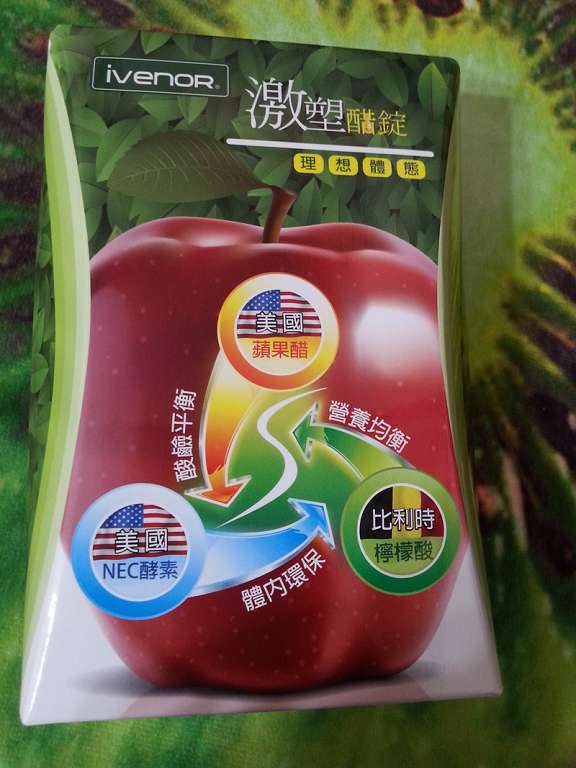 ivenor®
激塑醋錠
理想體態
美國
蘋果醋
酸鹼平衡
營養均衡
美國
NEC酵素
比利時
檸檬酸
體內環保